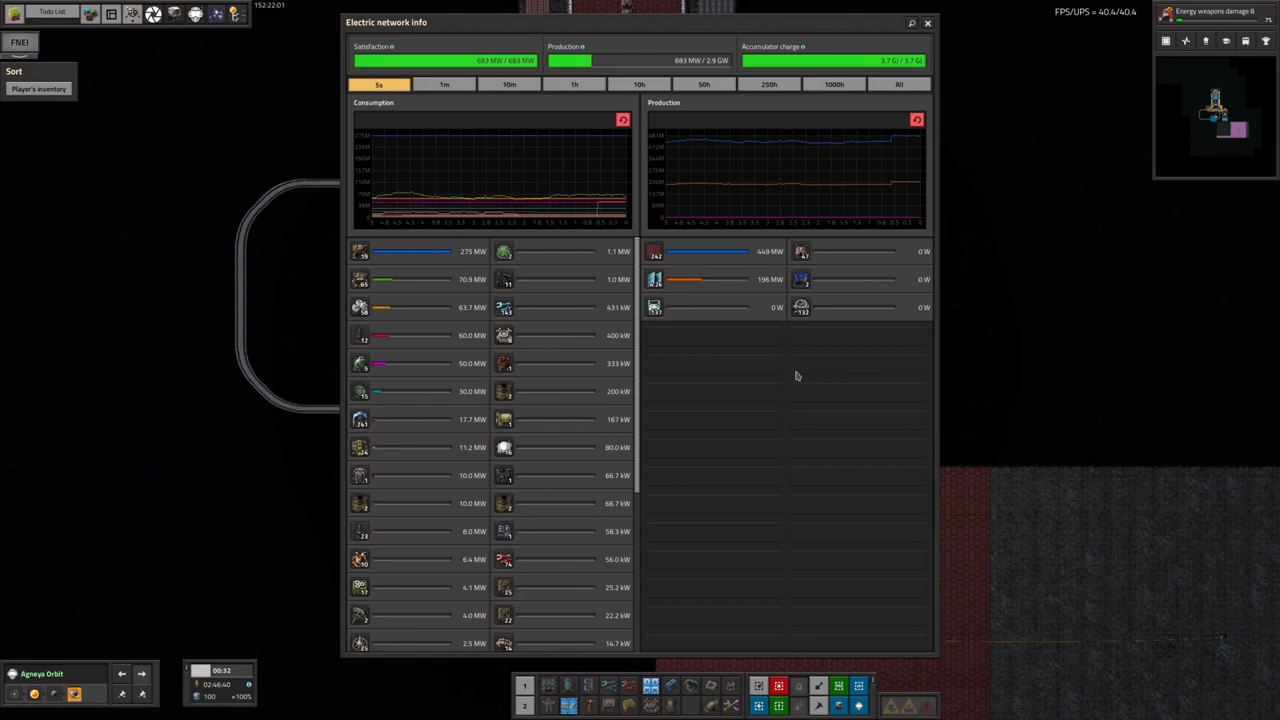 Todo List
152:22:01
FNEI
Sort
Player's inventory
Electric network info
FPS/UPS = 40.4/40.4
Energy weapons damage 8
75
Satisfaction
683 MW / 683 MW
Production
683 MW / 2.9 GW
Accumulator charge
3.7 GJ / 3.7 GJ
5s 1m 10m 1h 10h 50h 250h 1000h All
Consumption
Production
275 MW
1.1 MW
449 MW
0 W
70.9 MW
1.0 MW
196 MW
0 W
63.7 MW
431 kW
0 W
0 W
60.0 MW
400 kW
50.0 MW
333 kW
30.0 MW
200 kW
17.7 MW
167 kW
11.2 MW
80.0 kW
10.0 MW
66.7 kW
10.0 MW
66.7 kW
8.0 MW
58.3 kW
6.4 MW
56.0 kW
4.1 MW
25.2 kW
4.0 MW
22.2 kW
2.5 MW
14.7 kW
Agneya Orbit
00:32
02:46:40
100 ×100%
1
2